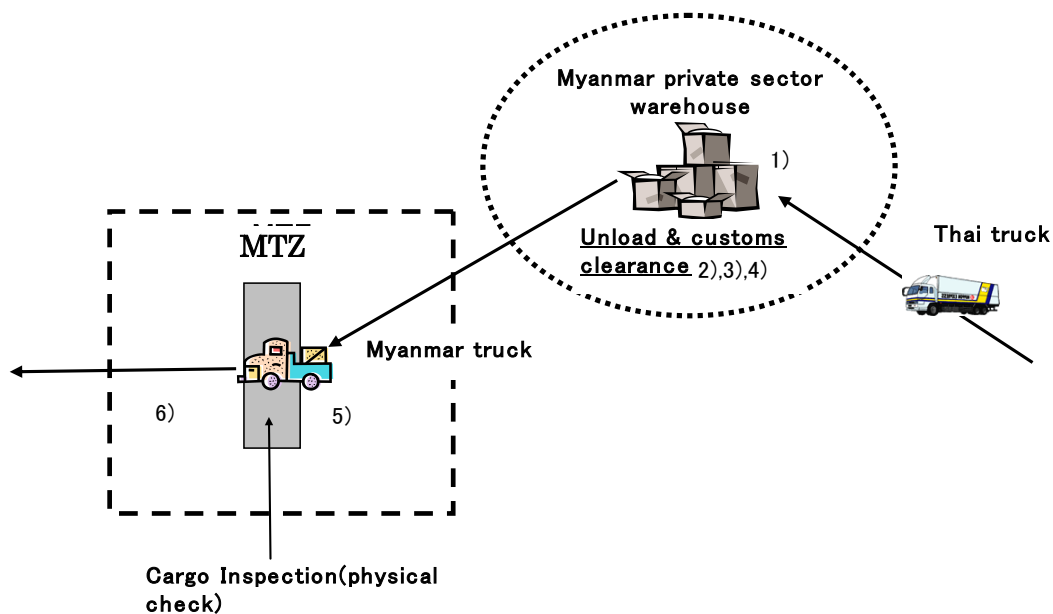 Myanmar private sector
warehouse
1)
Unload & customs
clearance 2),3),4)
Thai truck
MTZ
Myanmar truck
6)
5)
Cargo Inspection(physical
check)